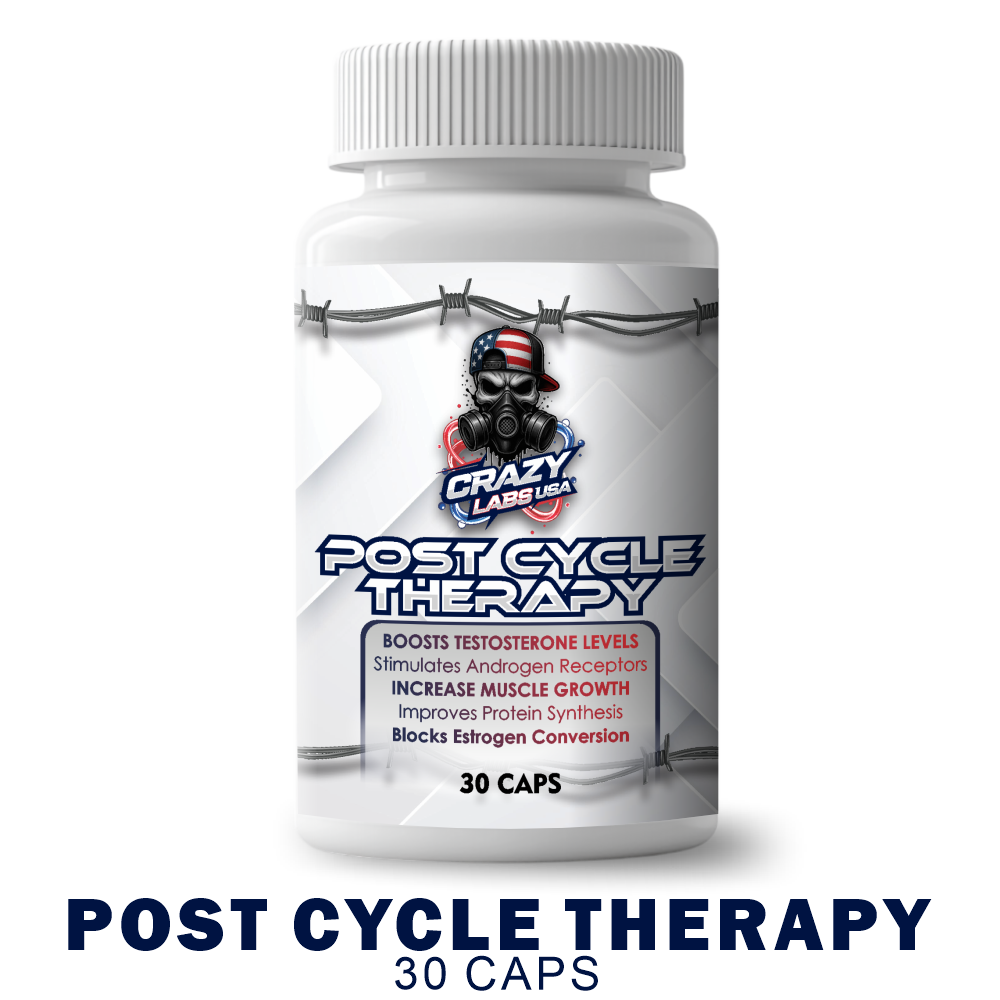 CRAZY
LABS USA
POST CYCLE
THERAPY
BOOSTS TESTOSTERONE LEVELS
Stimulates Androgen Receptors
INCREASE MUSCLE GROWTH
Improves Protein Synthesis
Blocks Estrogen Conversion
30 CAPS
POST CYCLE THERAPY
30 CAPS